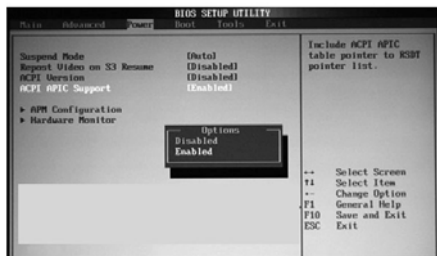 BIOS SETUP UTILITY
Main Advanced Power Boot Tools Exit
Suspend Mode [Auto]
Repost Video on S3 Resume [Disabled]
ACPI Version [Disabled]
ACPI APIC Support [Enabled]
▶ APM Configuration
▶ Hardware Monitor
Options
Disabled
Enabled
Include ACPI APIC
table pointer to RSDT
pointer list.
↔ Select Screen
↑↓ Select Item
+- Change Option
F1 General Help
F10 Save and Exit
ESC Exit